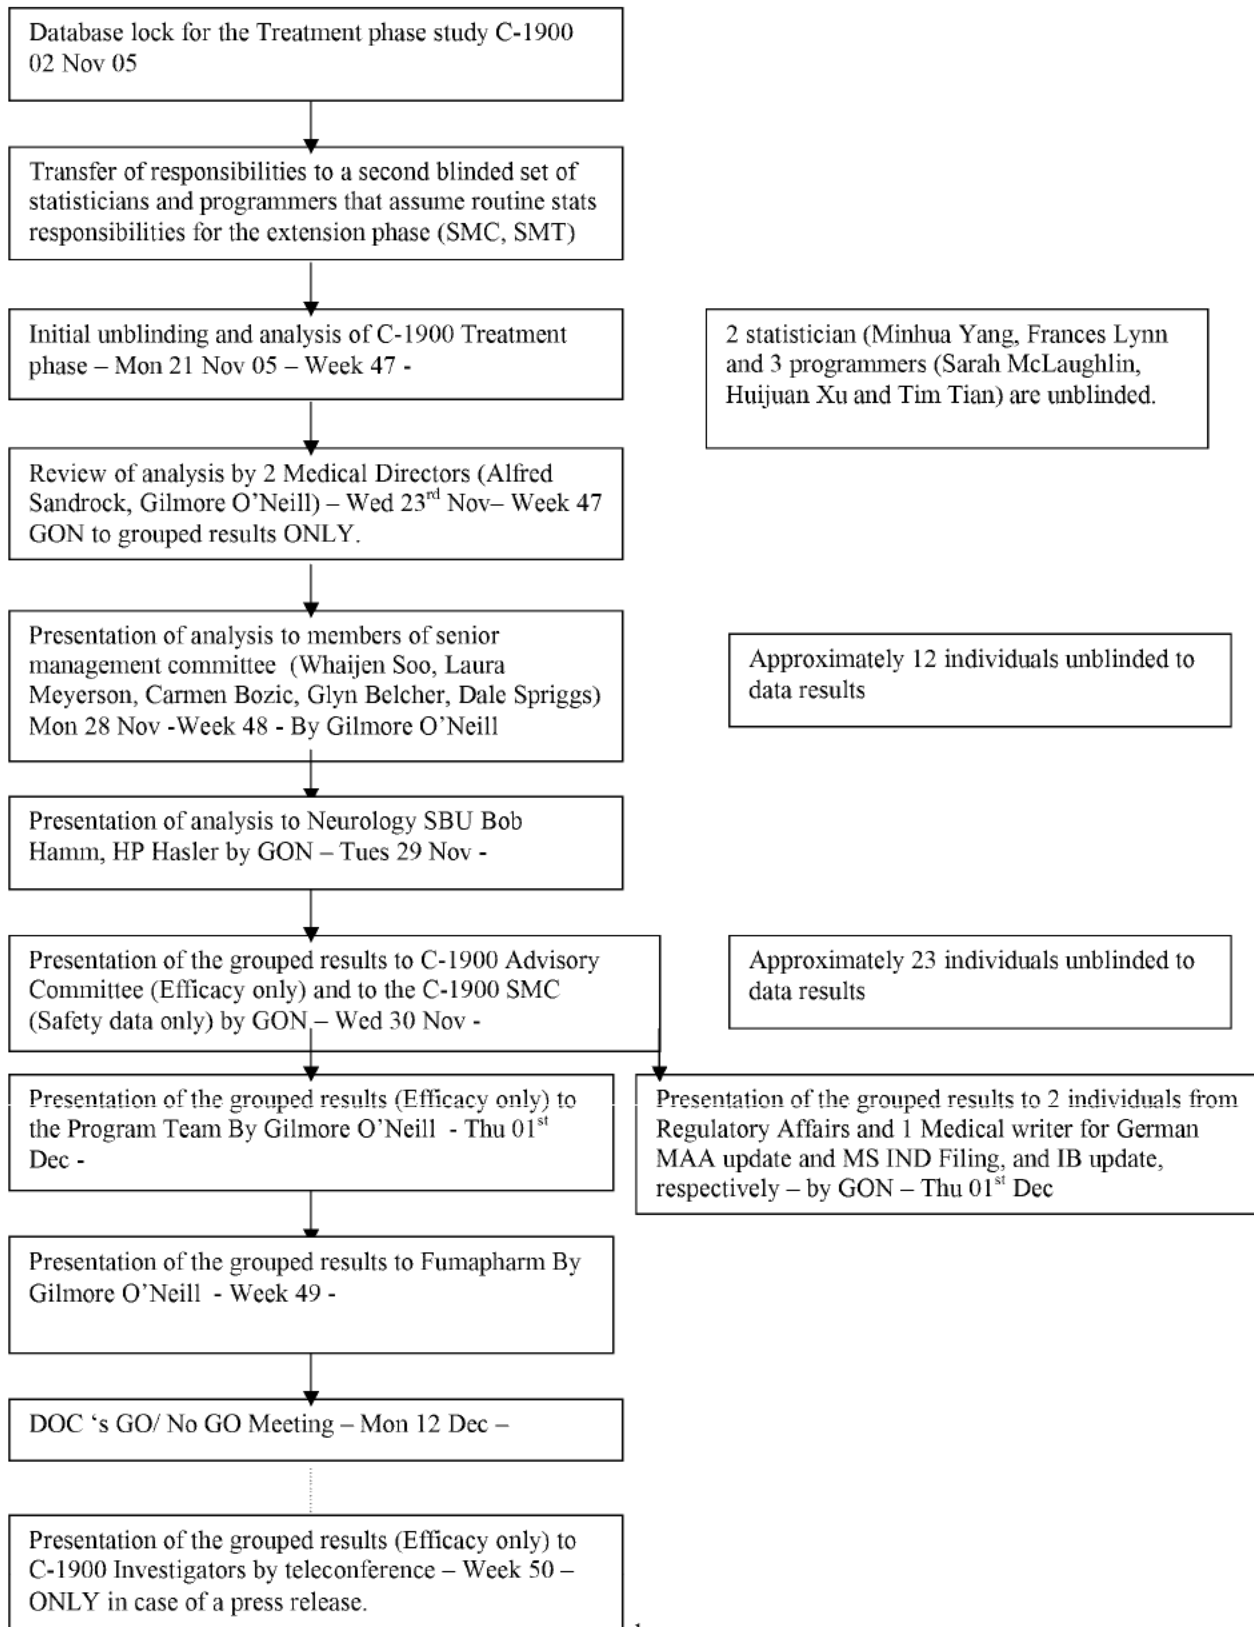 Database lock for the Treatment phase study C-1900
02 Nov 05
Transfer of responsibilities to a second blinded set of
statisticians and programmers that assume routine stats
responsibilities for the extension phase (SMC, SMT)
Initial unblinding and analysis of C-1900 Treatment
phase – Mon 21 Nov 05 – Week 47 -
2 statistician (Minhua Yang, Frances Lynn
and 3 programmers (Sarah McLaughlin,
Huijuan Xu and Tim Tian) are unblinded.
Review of analysis by 2 Medical Directors (Alfred
Sandrock, Gilmore O’Neill) – Wed 23rd Nov– Week 47
GON to grouped results ONLY.
Presentation of analysis to members of senior
management committee  (Whaijen Soo, Laura
Meyerson, Carmen Bozic, Glyn Belcher, Dale Spriggs)
Mon 28 Nov -Week 48 - By Gilmore O’Neill
Approximately 12 individuals unblinded to
data results
Presentation of analysis to Neurology SBU Bob
Hamm, HP Hasler by GON – Tues 29 Nov -
Presentation of the grouped results to C-1900 Advisory
Committee (Efficacy only) and to the C-1900 SMC
(Safety data only) by GON – Wed 30 Nov -
Approximately 23 individuals unblinded to
data results
Presentation of the grouped results (Efficacy only) to
the Program Team By Gilmore O’Neill  - Thu 01st
Dec -
Presentation of the grouped results to 2 individuals from
Regulatory Affairs and 1 Medical writer for German
MAA update and MS IND Filing, and IB update,
respectively – by GON – Thu 01st Dec
Presentation of the grouped results to Fumapharm By
Gilmore O’Neill  - Week 49 -
DOC ‘s GO/ No GO Meeting – Mon 12 Dec –
Presentation of the grouped results (Efficacy only) to
C-1900 Investigators by teleconference – Week 50 –
ONLY in case of a press release.